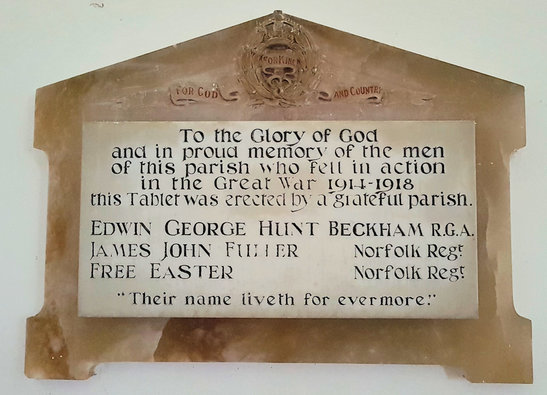 FOR KING
FOR GOD AND COUNTRY
To the Glory of God
and in proud memory of the men
of this parish who fell in action
in the Great War 1914-1918
this Tablet was erected by a grateful parish.
EDWIN GEORGE HUNT BECKHAM R.G.A.
JAMES JOHN FULLER Norfolk Regt
FREE EASTER Norfolk Regt
"Their name liveth for evermore."